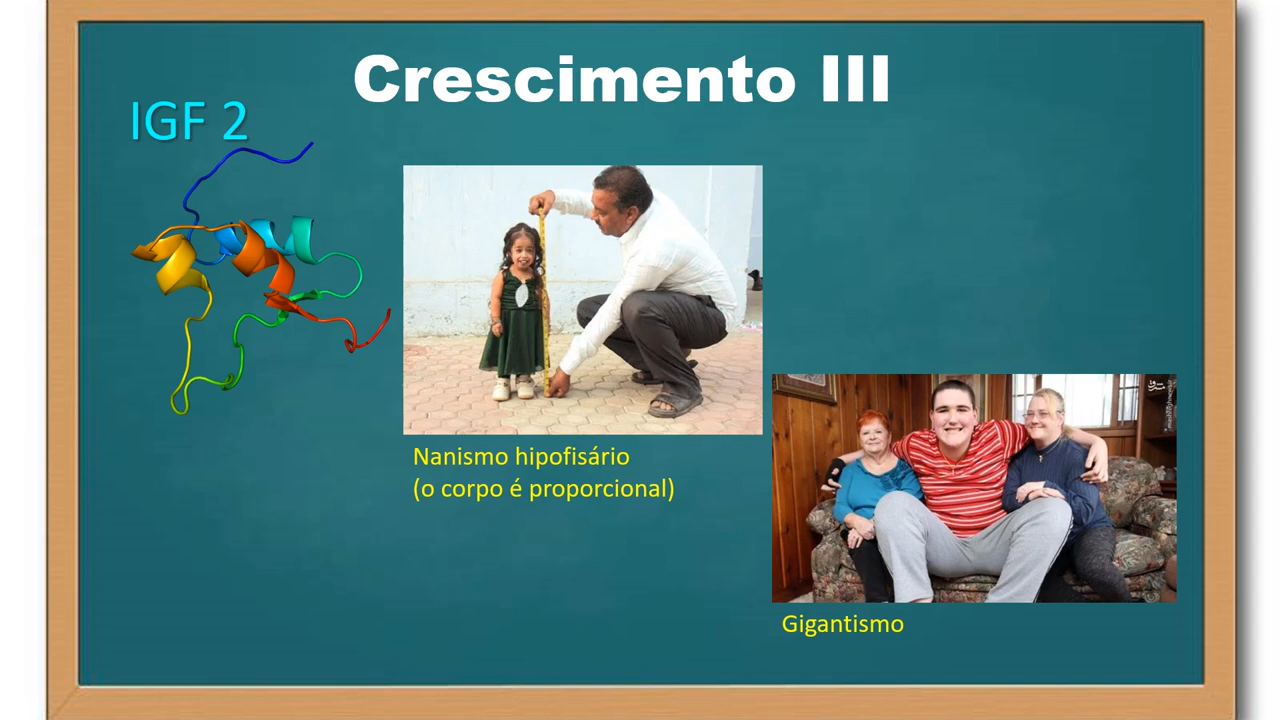 Crescimento III
IGF 2
Nanismo hipofisário
(o corpo é proporcional)
Gigantismo